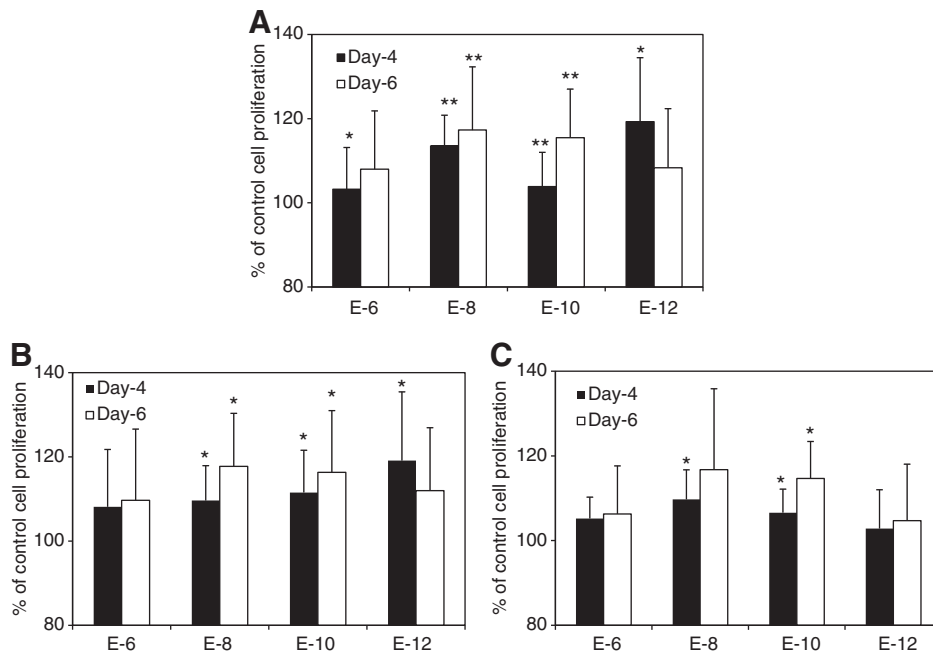 A
% of control cell proliferation
140
120
100
80
Day-4
Day-6
*
**
**
**
**
*
E-6
E-8
E-10
E-12
B
% of control cell proliferation
140
120
100
80
Day-4
Day-6
*
*
*
*
*
E-6
E-8
E-10
E-12
C
% of control cell proliferation
140
120
100
80
Day-4
Day-6
*
*
*
E-6
E-8
E-10
E-12